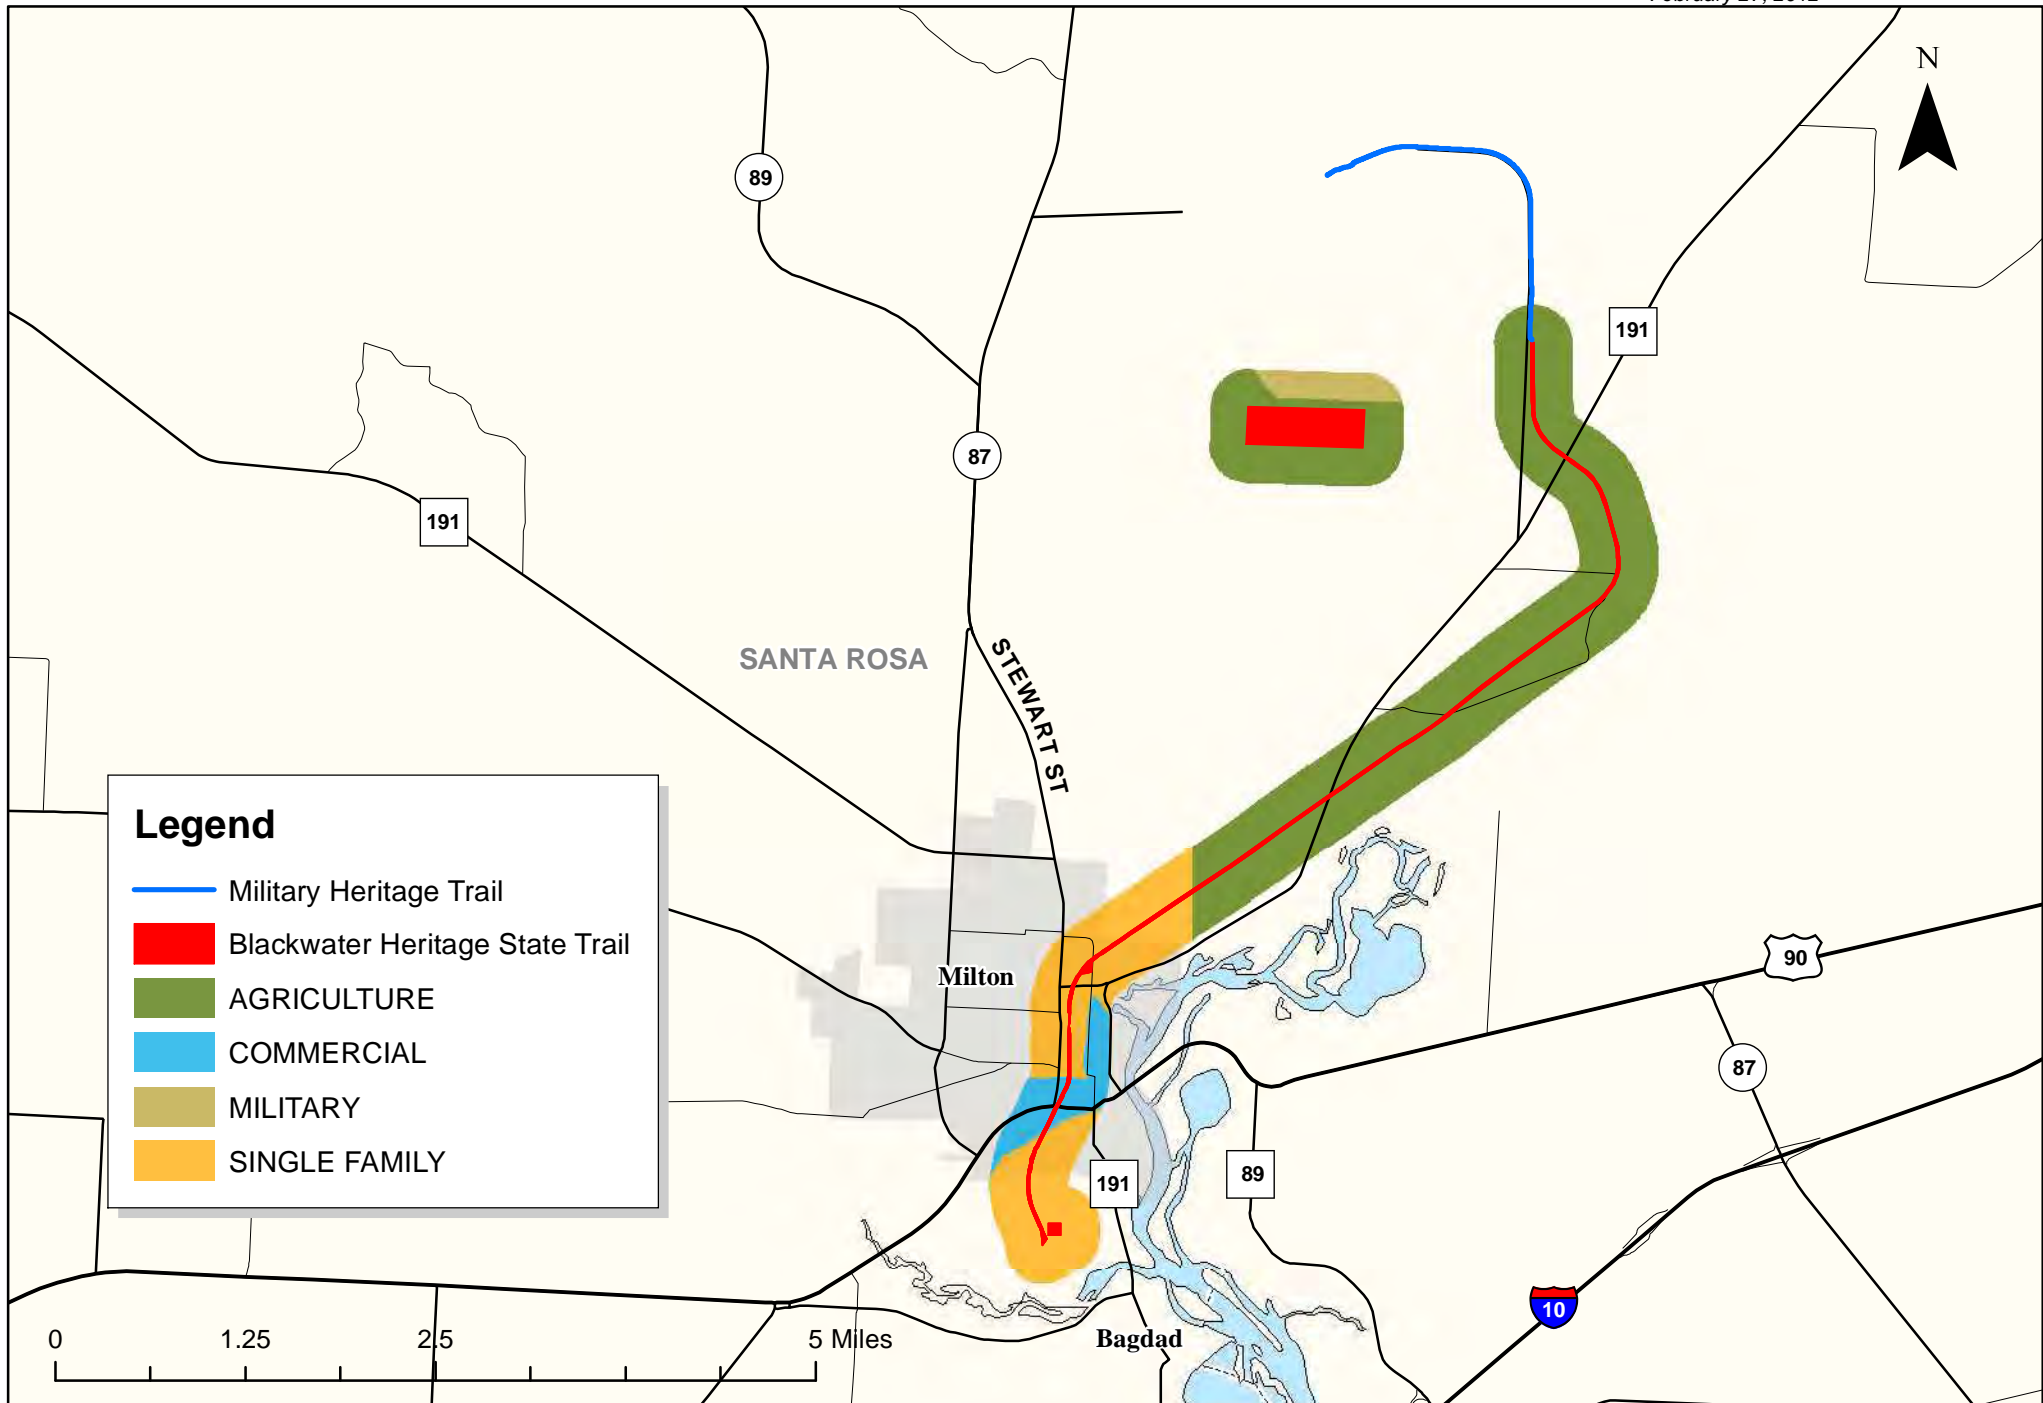 N
89
191
87
191
SANTA ROSA
STEWART ST
Legend
Military Heritage Trail
Blackwater Heritage State Trail
AGRICULTURE
COMMERCIAL
MILITARY
SINGLE FAMILY
Milton
90
87
191
89
10
Bagdad
0 1.25 2.5 5 Miles